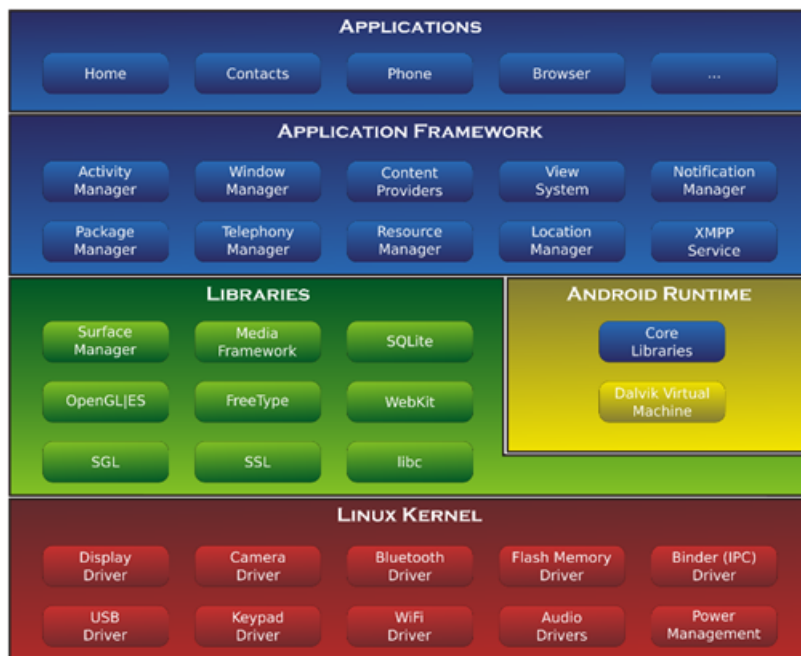 APPLICATIONS
Home
Contacts
Phone
Browser
...
APPLICATION FRAMEWORK
Activity
Manager
Window
Manager
Content
Providers
View
System
Notification
Manager
Package
Manager
Telephony
Manager
Resource
Manager
Location
Manager
XMPP
Service
LIBRARIES
Surface
Manager
Media
Framework
SQLite
OpenGL|ES
FreeType
WebKit
SGL
SSL
libc
ANDROID RUNTIME
Core
Libraries
Dalvik Virtual
Machine
LINUX KERNEL
Display
Driver
Camera
Driver
Bluetooth
Driver
Flash Memory
Driver
Binder (IPC)
Driver
USB
Driver
Keypad
Driver
WiFi
Driver
Audio
Drivers
Power
Management